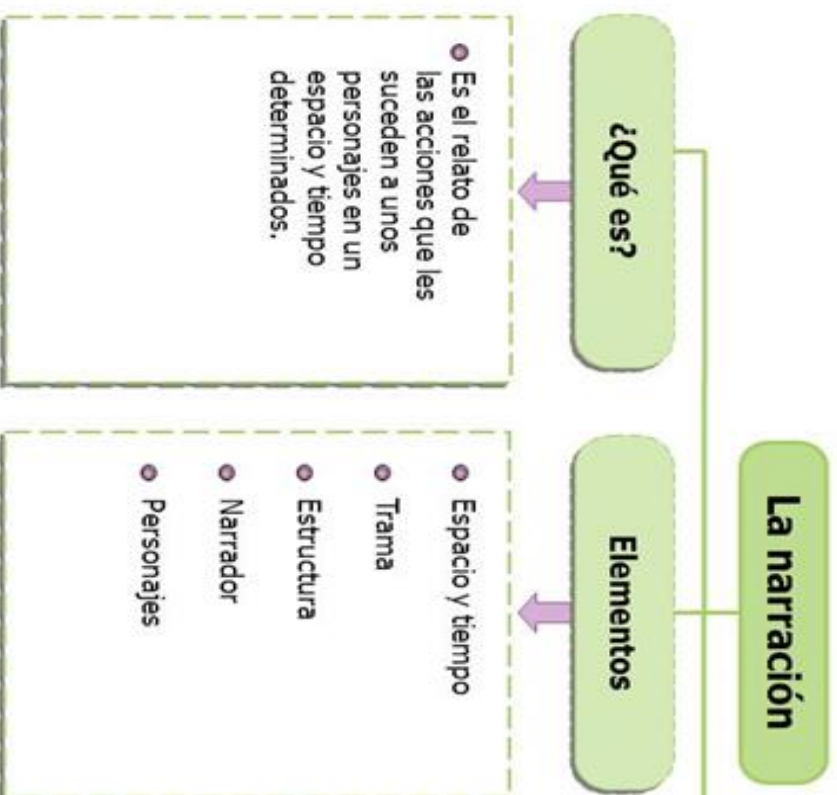 La narración
¿Qué es?
Es el relato de
las acciones que les
suceden a unos
personajes en un
espacio y tiempo
determinados.
Elementos
Espacio y tiempo
Trama
Estructura
Narrador
Personajes